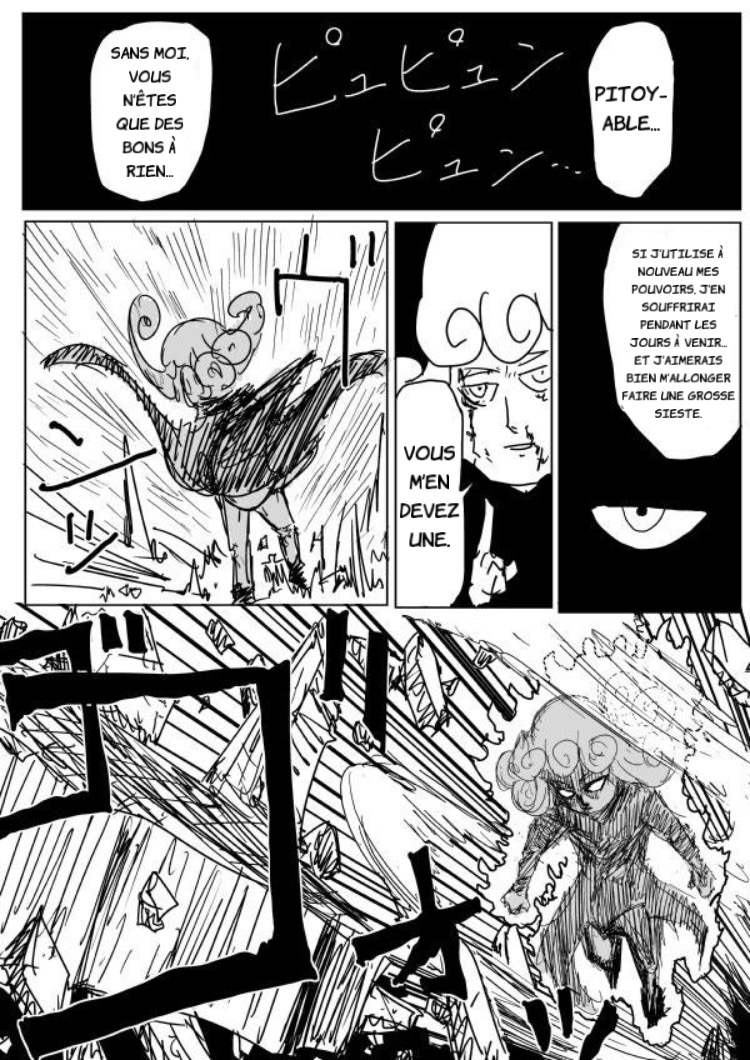 PITOY-
ABLE...
ピュピュン
ピュン...
SANS MOI,
VOUS
N'ÊTES
QUE DES
BONS À
RIEN...
SI J'UTILISE À
NOUVEAU MES
POUVOIRS, J'EN
SOUFFRIRAI
PENDANT LES
JOURS À VENIR...
ET J'AIMERAIS
BIEN M'ALLONGER
FAIRE UNE GROSSE
SIESTE.
VOUS
M'EN
DEVEZ
UNE.